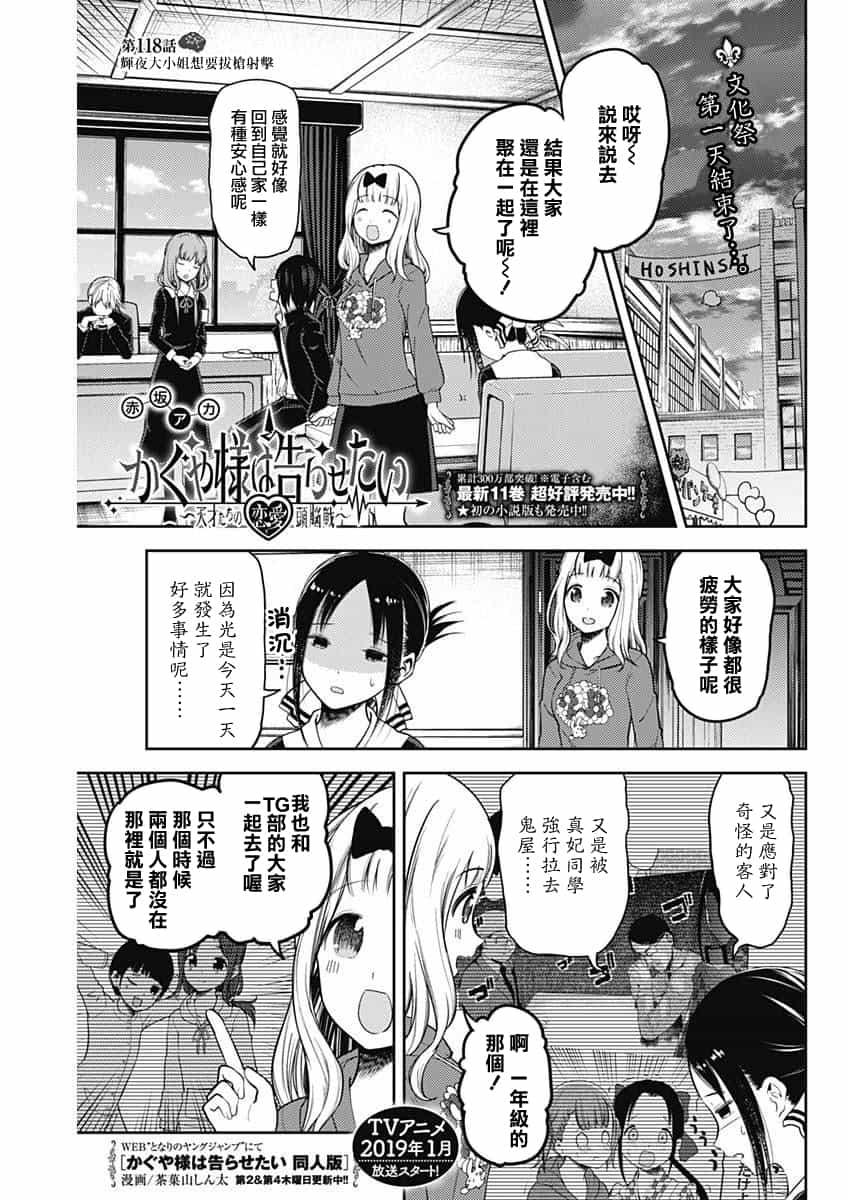 第118話
輝夜大小姐想要拔槍射擊
文化祭
第一天結束了…。
HOSHINSAI
哎呀～
說來說去
結果大家
還是在這裡
聚在一起了呢～！
感覺就好像
回到自己家一樣
有種安心感呢
赤坂アカ
かぐや様は告らせたい
～天才たちの恋愛頭脳戦～
累計300万部突破！※電子含む
最新11巻 超好評発売中!!
★初の小説版も発売中!!
大家好像都很
疲勞的樣子呢
消沉…
因為光是今天一天
就發生了
好多事情呢……
又是應對了
奇怪的客人
又是被
真妃同學
強行拉去
鬼屋……
啊 一年級的
那個！
我也和
TG部的大家
一起去了喔
只不過
那個時候
兩個人都沒在
那裡就是了
TVアニメ
2019年1月
放送スタート！
WEB“となりのヤングジャンプ”にて
［かぐや様は告らせたい 同人版］
漫画/茶菓山しん太 第2&第4木曜日更新中!!